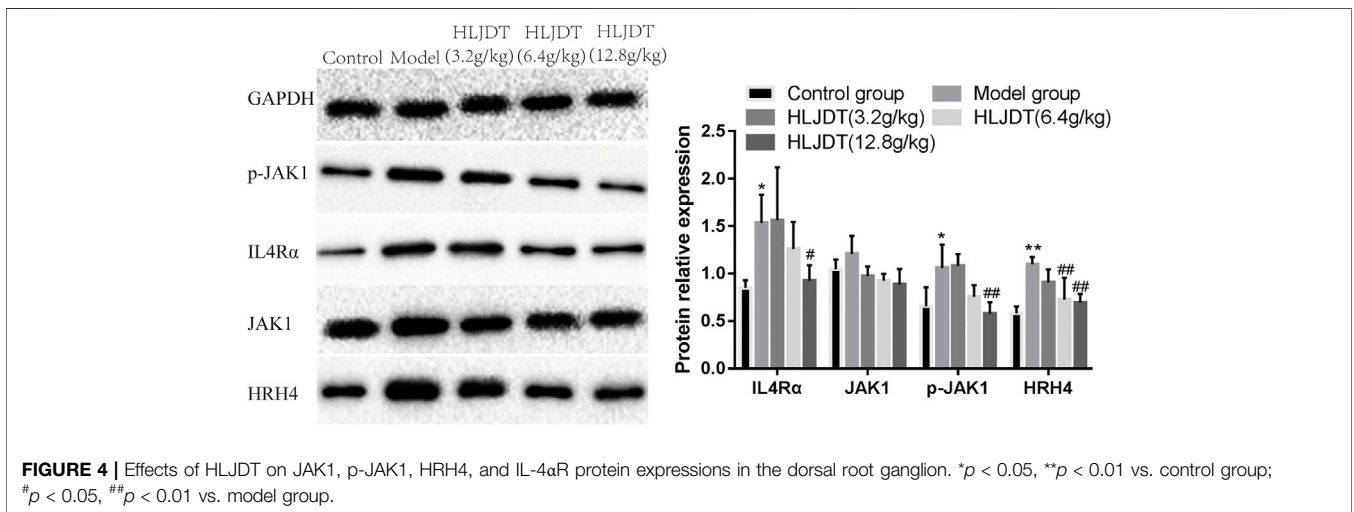 HLJDT HLJDT HLJDT
Control Model (3.2g/kg) (6.4g/kg) (12.8g/kg)
GAPDH
p-JAK1
IL4Rα
JAK1
HRH4
Control group Model group
HLJDT(3.2g/kg) HLJDT(6.4g/kg)
HLJDT(12.8g/kg)
Protein relative expression
2.5
2.0
1.5
1.0
0.5
0.0
* # * ## ** ## ##
IL4Rα JAK1 p-JAK1 HRH4
FIGURE 4 | Effects of HLJDT on JAK1, p-JAK1, HRH4, and IL-4αR protein expressions in the dorsal root ganglion. *p < 0.05, **p < 0.01 vs. control group;
#p < 0.05, ##p < 0.01 vs. model group.